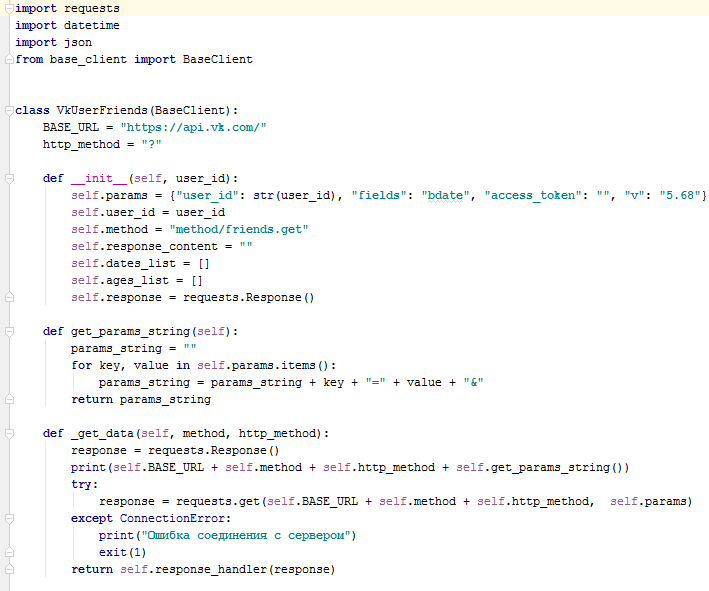 import requests
import datetime
import json
from base_client import BaseClient
class VkUserFriends(BaseClient):
    BASE_URL = "https://api.vk.com/"
    http_method = "?"
    def __init__(self, user_id):
        self.params = {"user_id": str(user_id), "fields": "bdate", "access_token": "", "v": "5.68"}
        self.user_id = user_id
        self.method = "method/friends.get"
        self.response_content = ""
        self.dates_list = []
        self.ages_list = []
        self.response = requests.Response()
    def get_params_string(self):
        params_string = ""
        for key, value in self.params.items():
            params_string = params_string + key + "=" + value + "&"
        return params_string
    def _get_data(self, method, http_method):
        response = requests.Response()
        print(self.BASE_URL + self.method + self.http_method + self.get_params_string())
        try:
            response = requests.get(self.BASE_URL + self.method + self.http_method,  self.params)
        except ConnectionError:
            print("Ошибка соединения с сервером")
            exit(1)
        return self.response_handler(response)